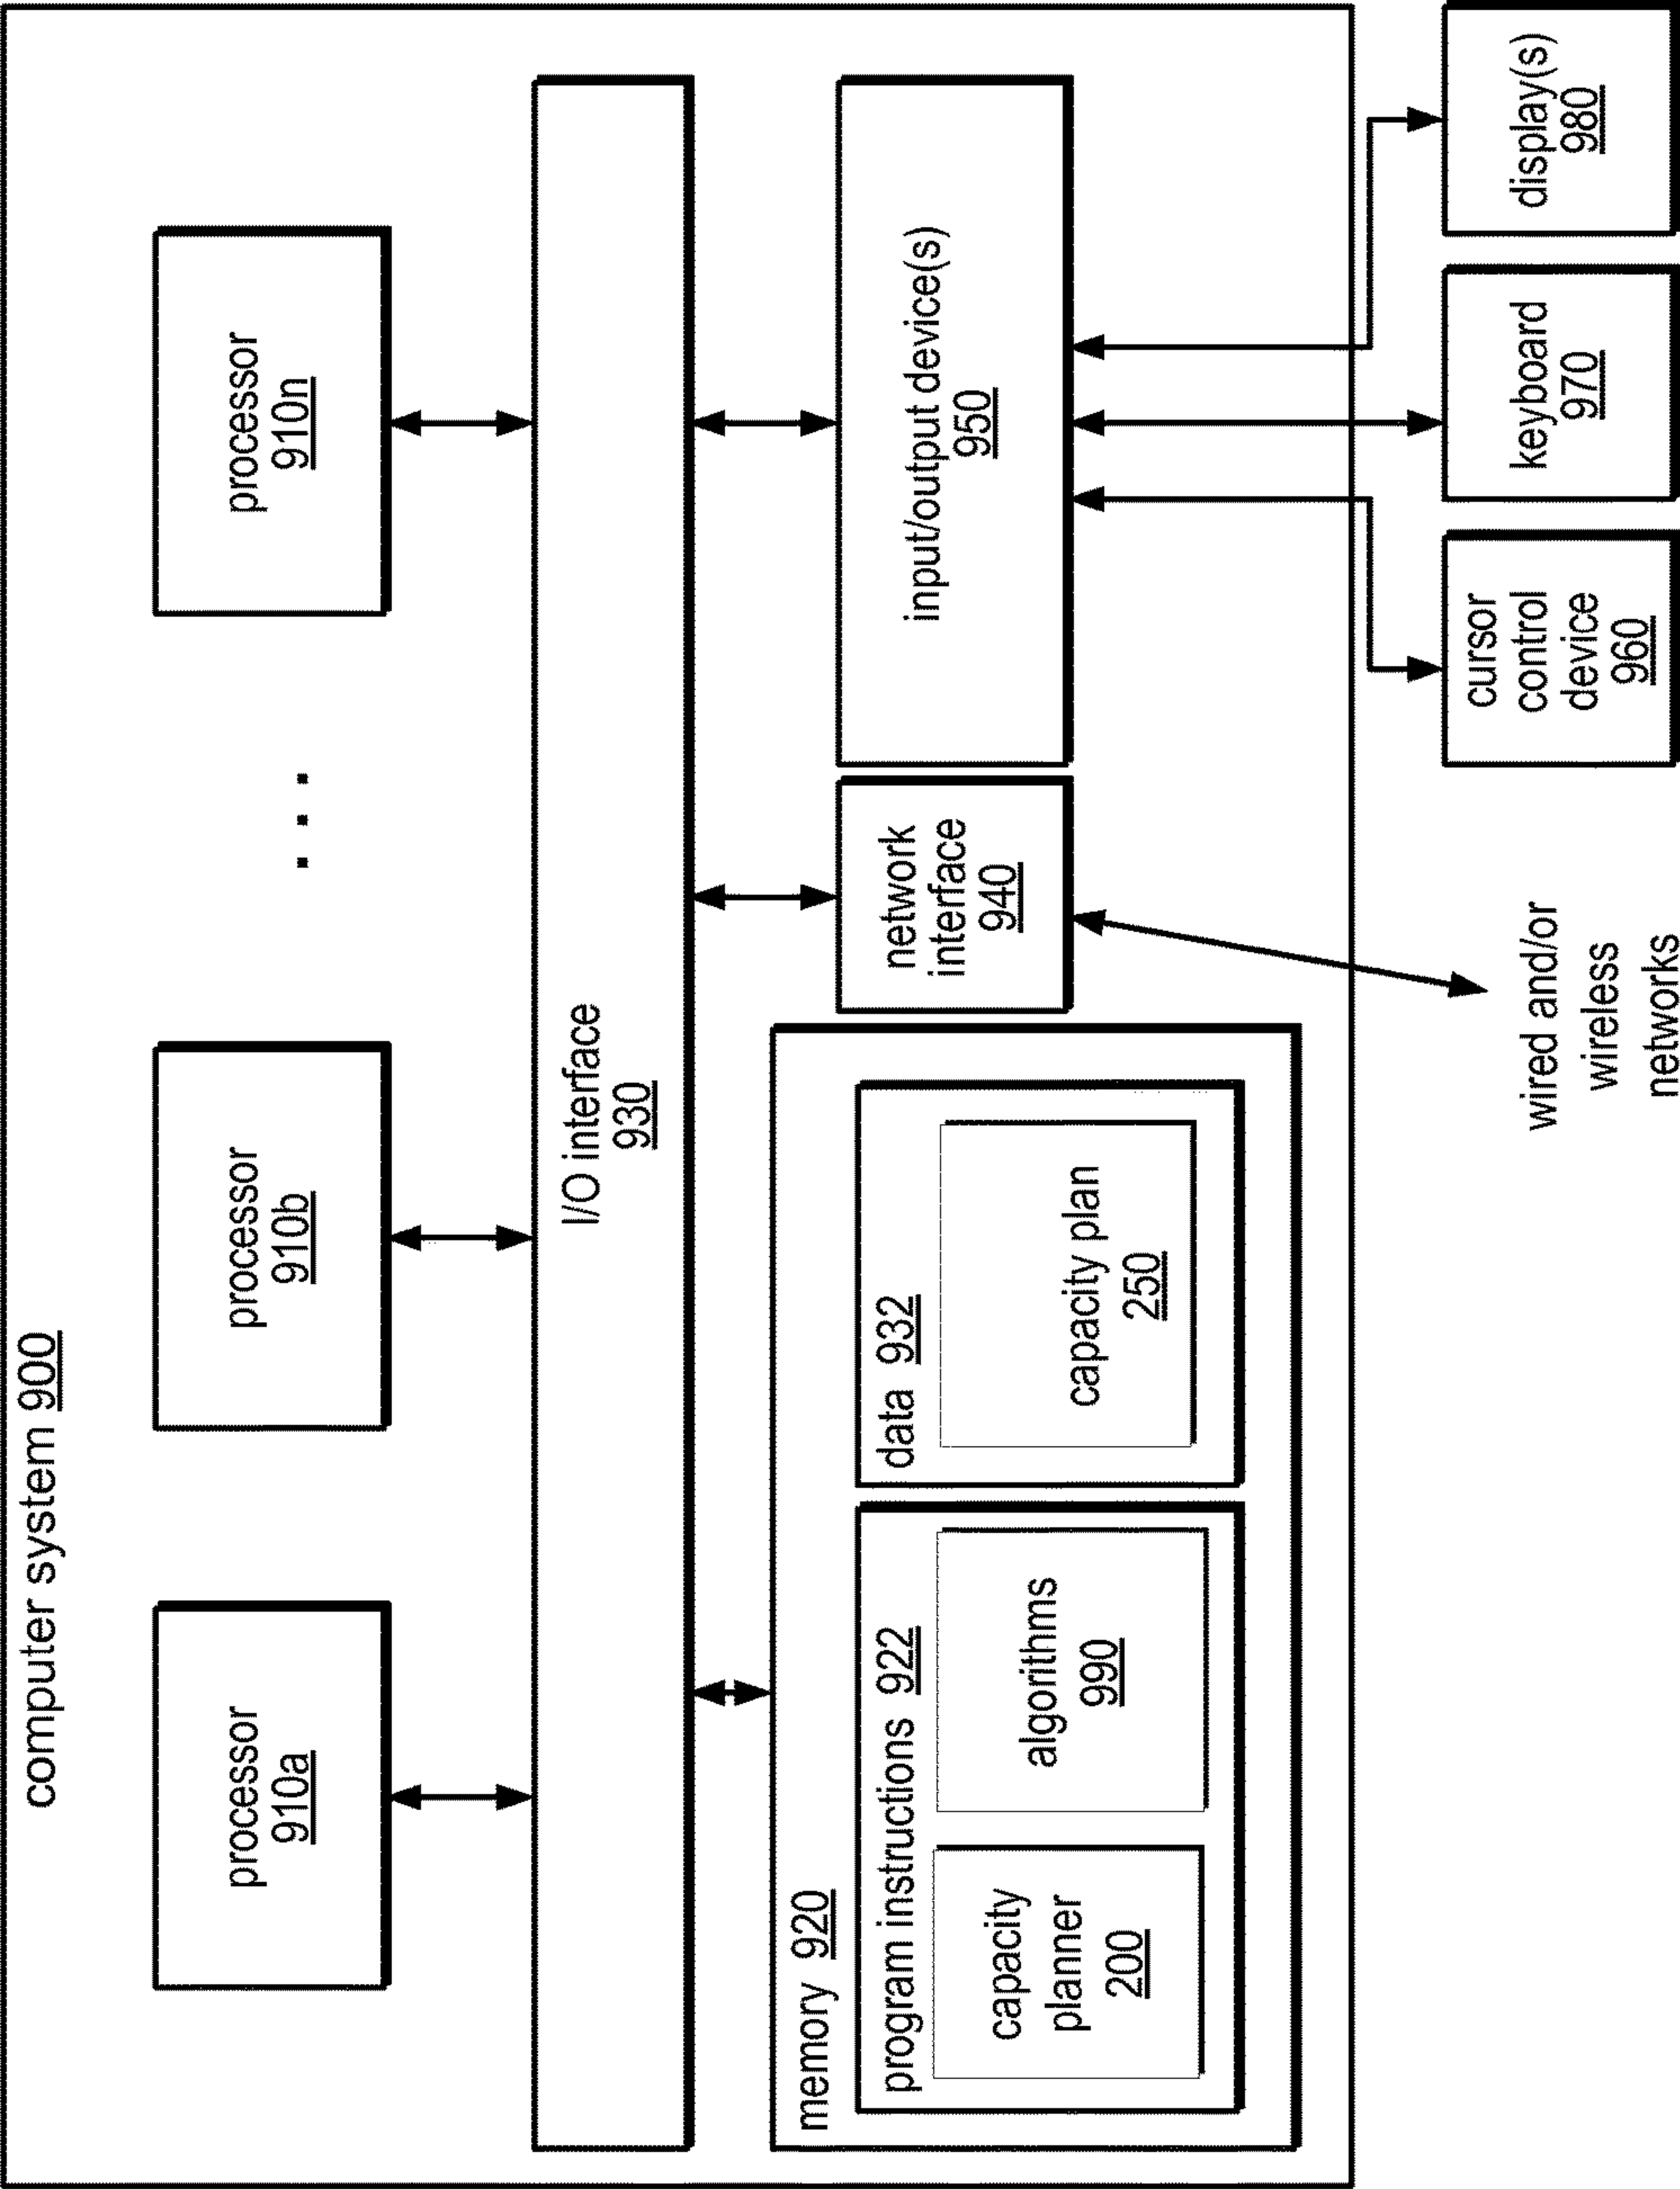 computer system 900
processor
910a
processor
910b
. . .
processor
910n
I/O interface
930
memory 920
program instructions 922
capacity
planner
200
algorithms
990
data 932
capacity plan
250
network
interface
940
input/output device(s)
950
wired and/or
wireless
networks
cursor
control
device
960
keyboard
970
display(s)
980